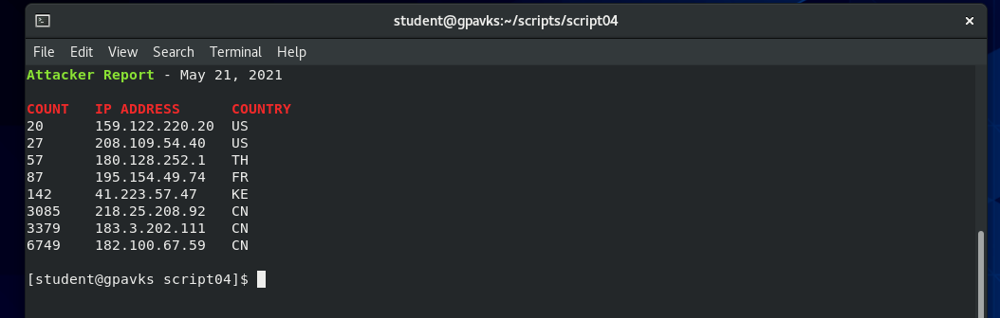 student@gpavks:~/scripts/script04
File Edit View Search Terminal Help
Attacker Report - May 21, 2021
COUNT IP ADDRESS COUNTRY
20 159.122.220.20 US
27 208.109.54.40 US
57 180.128.252.1 TH
87 195.154.49.74 FR
142 41.223.57.47 KE
3085 218.25.208.92 CN
3379 183.3.202.111 CN
6749 182.100.67.59 CN
[student@gpavks script04]$